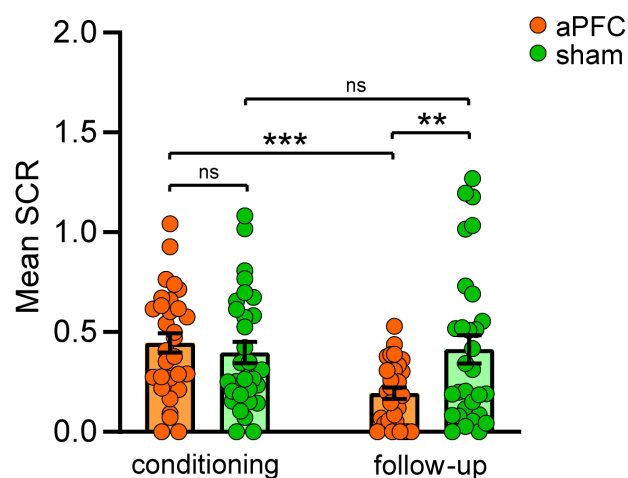 aPFC
sham
2.0
1.5
1.0
0.5
0.0
Mean SCR
ns
**
***
ns
conditioning
follow-up